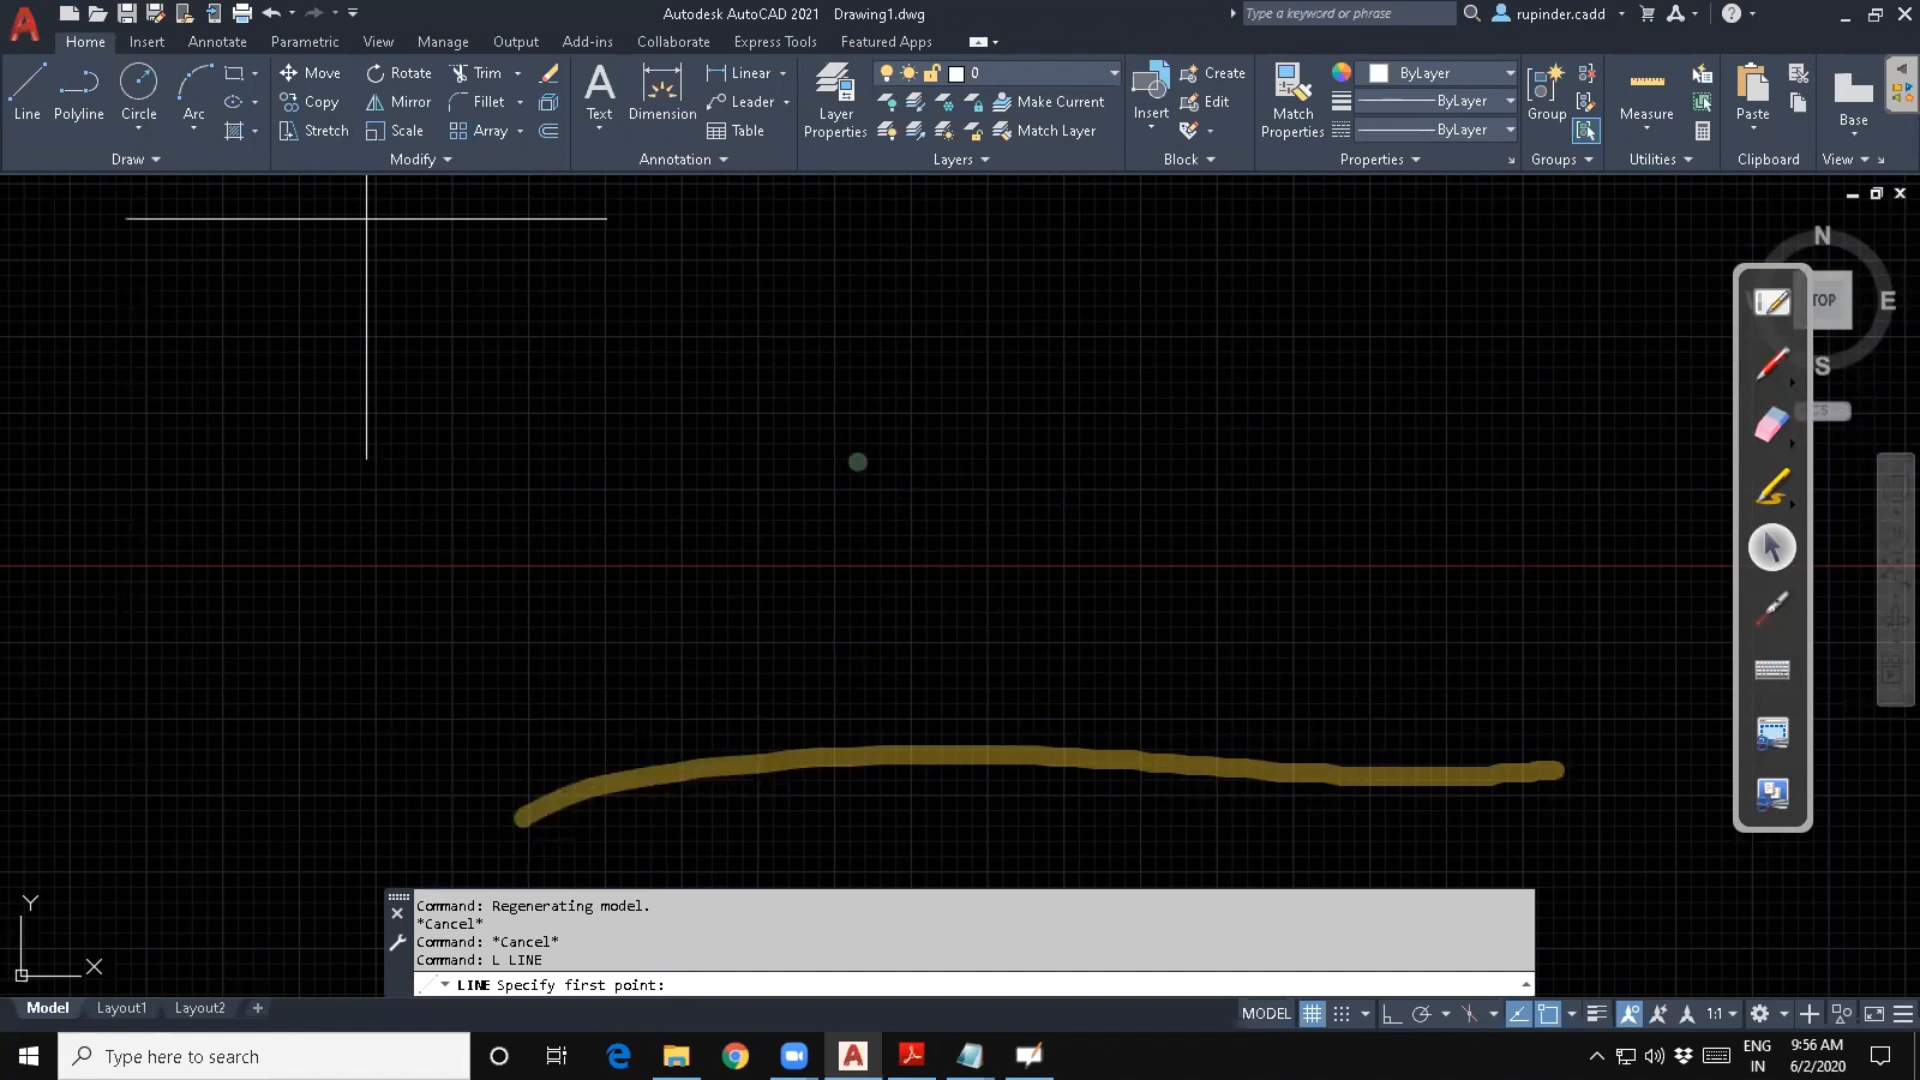 Autodesk AutoCAD 2021 Drawing1.dwg
Type a keyword or phrase
rupinder.cadd
Home Insert Annotate Parametric View Manage Output Add-ins Collaborate Express Tools Featured Apps
Line Polyline Circle Arc
Draw
Move Rotate Trim
Copy Mirror Fillet
Stretch Scale Array
Modify
Text Dimension
Linear
Leader
Table
Annotation
Layer Properties
0
Make Current
Match Layer
Layers
Insert
Create
Edit
Block
Match Properties
ByLayer
ByLayer
ByLayer
Properties
Group
Groups
Measure
Utilities
Paste
Clipboard
Base
View
N
TOP
E
S
Y
X
Command: Regenerating model.
*Cancel*
Command: *Cancel*
Command: L LINE
LINE Specify first point:
Model Layout1 Layout2 +
MODEL 1:1
Type here to search
ENG
IN
9:56 AM
6/2/2020